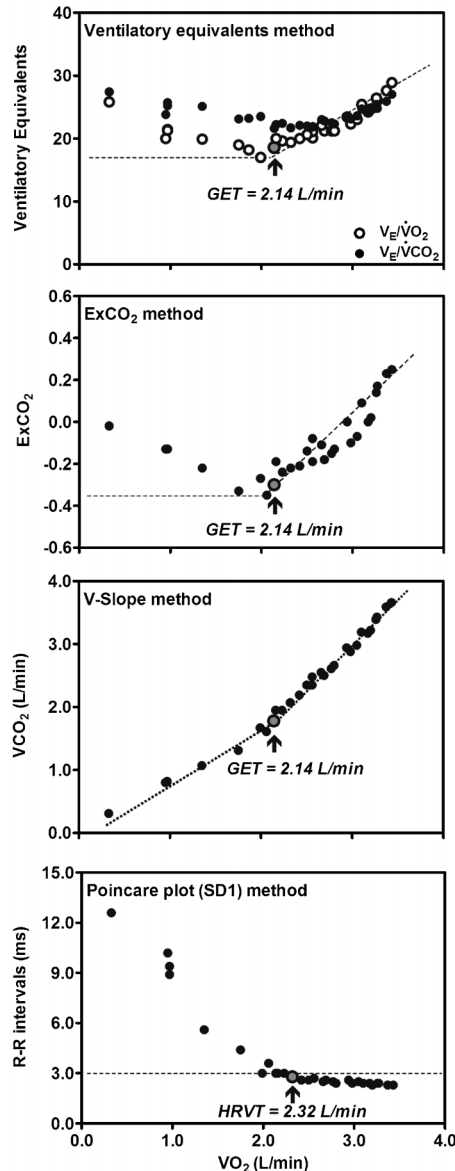 Ventilatory equivalents method
Ventilatory Equivalents
40
30
20
10
0
GET = 2.14 L/min
V_E/V̇O₂
V_E/V̇CO₂
ExCO₂ method
ExCO₂
0.6
0.4
0.2
0.0
-0.2
-0.4
-0.6
GET = 2.14 L/min
V-Slope method
VCO₂ (L/min)
4.0
3.0
2.0
1.0
0.0
GET = 2.14 L/min
Poincare plot (SD1) method
R-R intervals (ms)
15.0
12.0
9.0
6.0
3.0
0.0
HRVT = 2.32 L/min
0.0 1.0 2.0 3.0 4.0
VO₂ (L/min)